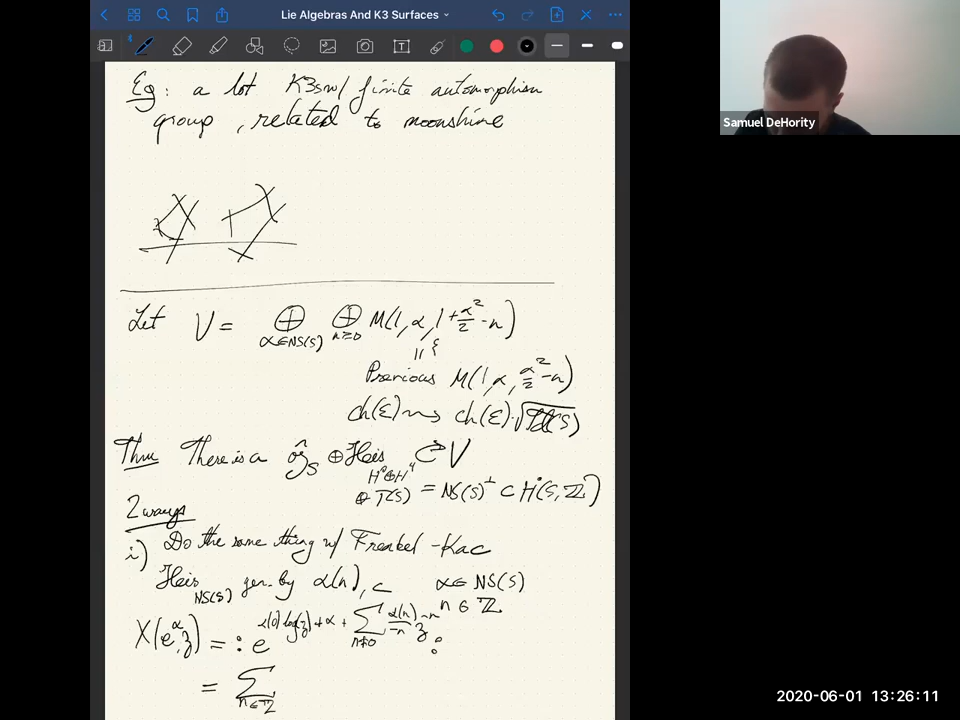 Lie Algebras And K3 Surfaces
Samuel DeHority
Eg: a lot K3s w/ finite automorphism
group, related to moonshine
Let V = ⊕_{α∈NS(S)} ⊕_{n≥0} M(1, α, 1+α²/2 - n)
Previous M(1, α, α²/2 - n)
ch(E) ⇝ ch(E)·√Td(S)
Thm There is a ĝ_S ⊕ Heis_{H⁰⊕H⁴ ⊕ T(S)} ↻ V
= NS(S)^⊥ ⊂ H(S, ℤ)
2 ways
i) Do the same thing w/ Frenkel-Kac
Heis_{NS(S)} gen. by α(n), c α∈NS(S)
n∈ℤ
X(e^α, z) = : e^{α(0) log(z) + α + Σ_{n≠0} α(n)/-n z^{-n}} :
= Σ_{n∈ℤ}
2020-06-01 13:26:11